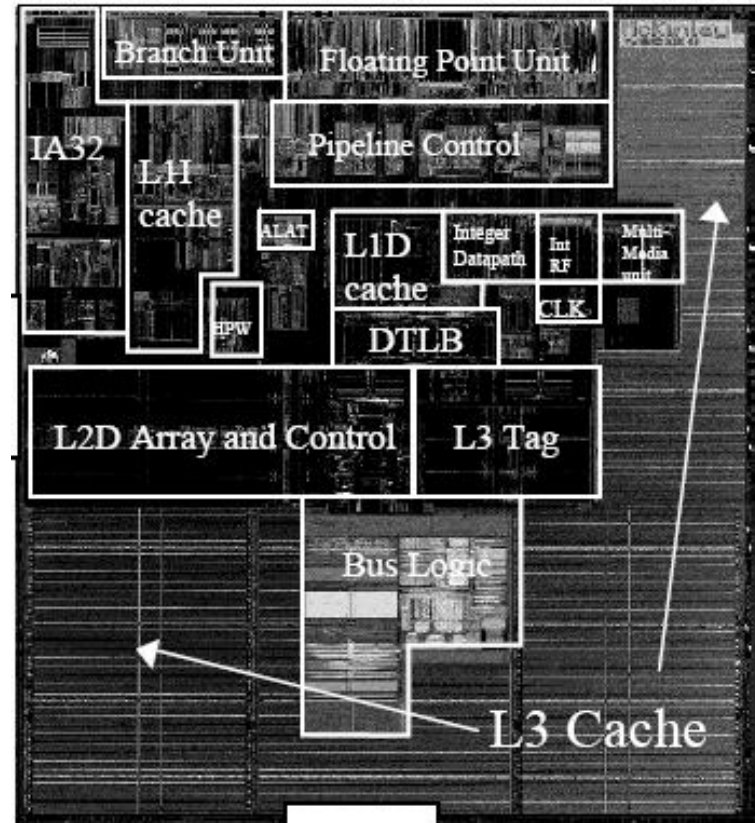 Branch Unit
Floating Point Unit
McKinley
IA32
L1I
cache
Pipeline Control
ALAT
L1D
cache
Integer
Datapath
Int
RF
Multi-
Media
unit
HPW
CLK
DTLB
L2D Array and Control
L3 Tag
Bus Logic
L3 Cache